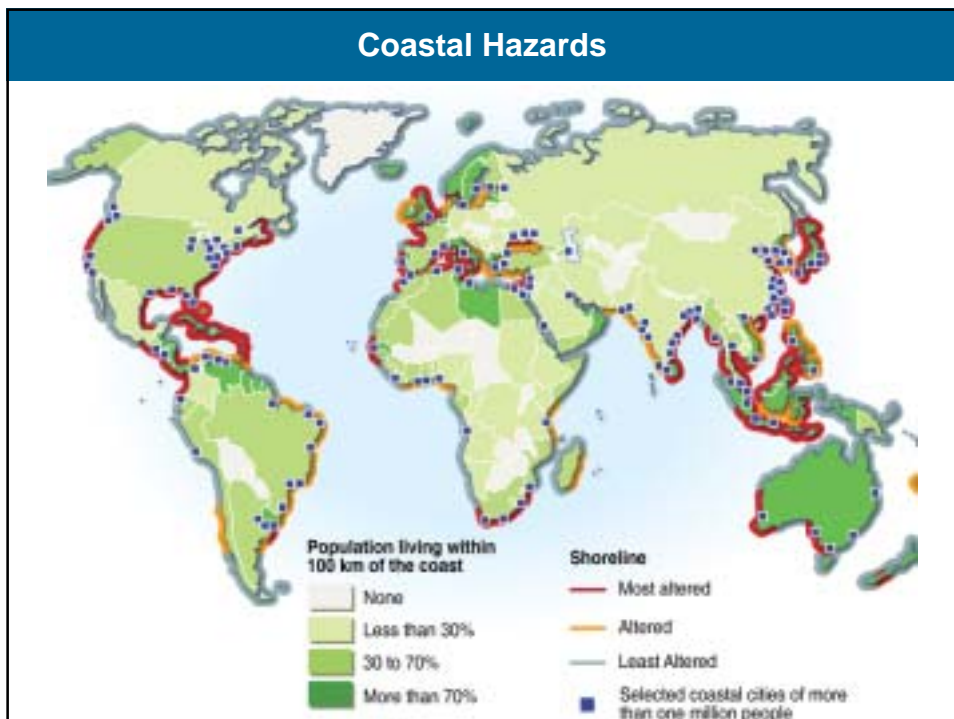 Coastal Hazards
Population living within
100 km of the coast
None
Less than 30%
30 to 70%
More than 70%
Shoreline
Most altered
Altered
Least Altered
Selected coastal cities of more
than one million people